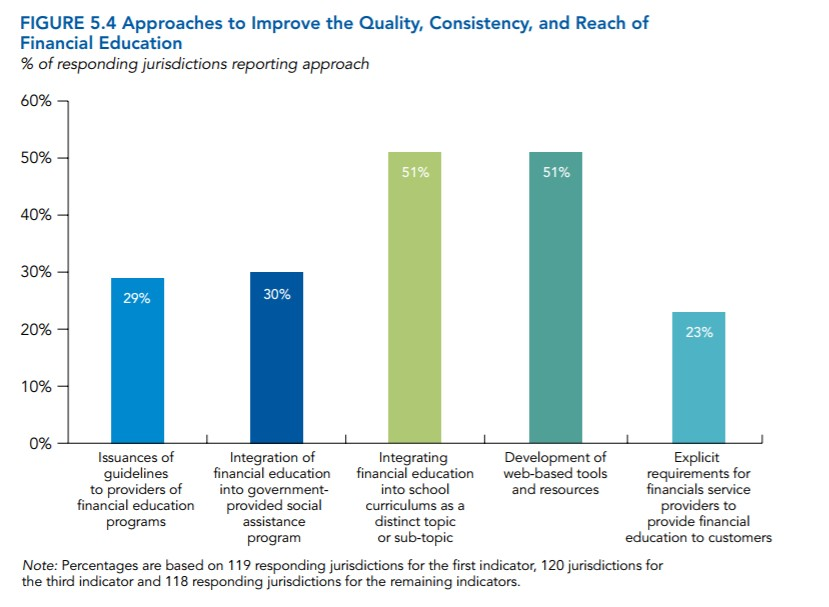 FIGURE 5.4 Approaches to Improve the Quality, Consistency, and Reach of
Financial Education
% of responding jurisdictions reporting approach
60%
50%
40%
30%
20%
10%
0%
29%
30%
51%
51%
23%
Issuances of
guidelines
to providers of
financial education
programs
Integration of
financial education
into government-
provided social
assistance
program
Integrating
financial education
into school
curriculums as a
distinct topic
or sub-topic
Development of
web-based tools
and resources
Explicit
requirements for
financials service
providers to
provide financial
education to customers
Note: Percentages are based on 119 responding jurisdictions for the first indicator, 120 jurisdictions for
the third indicator and 118 responding jurisdictions for the remaining indicators.